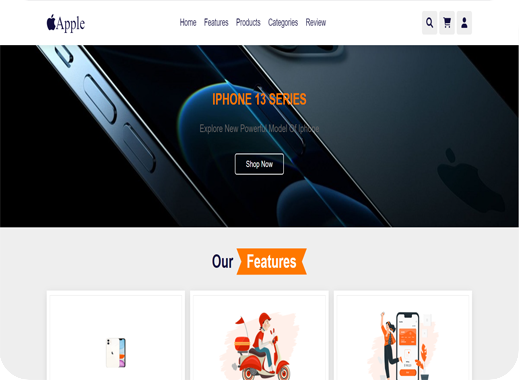 Apple
Home Features Products Categories Review
IPHONE 13 SERIES
Explore New Powerful Model Of Iphone
Shop Now
Our Features